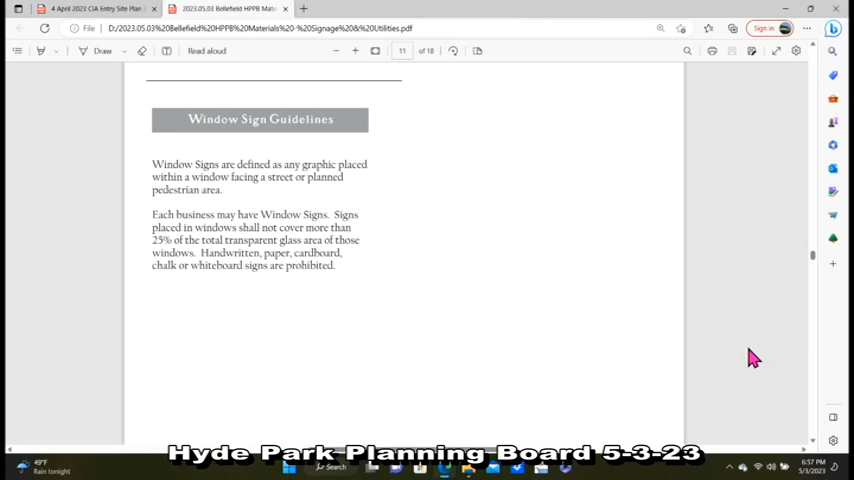 4 April 2023 CIA Entry Site Plan
2023.05.03 Bellefield HPPB Mate
File
D:/2023.05.03%20Bellefield%20HPPB%20Materials%20-%20Signage%20&%20Utilities.pdf
Sign in
Draw
Read aloud
11
of 18
Window Sign Guidelines
Window Signs are defined as any graphic placed
within a window facing a street or planned
pedestrian area.
Each business may have Window Signs. Signs
placed in windows shall not cover more than
25% of the total transparent glass area of those
windows. Handwritten, paper, cardboard,
chalk or whiteboard signs are prohibited.
Hyde Park Planning Board 5-3-23
49°F
Rain tonight
Search
6:57 PM
5/3/2023